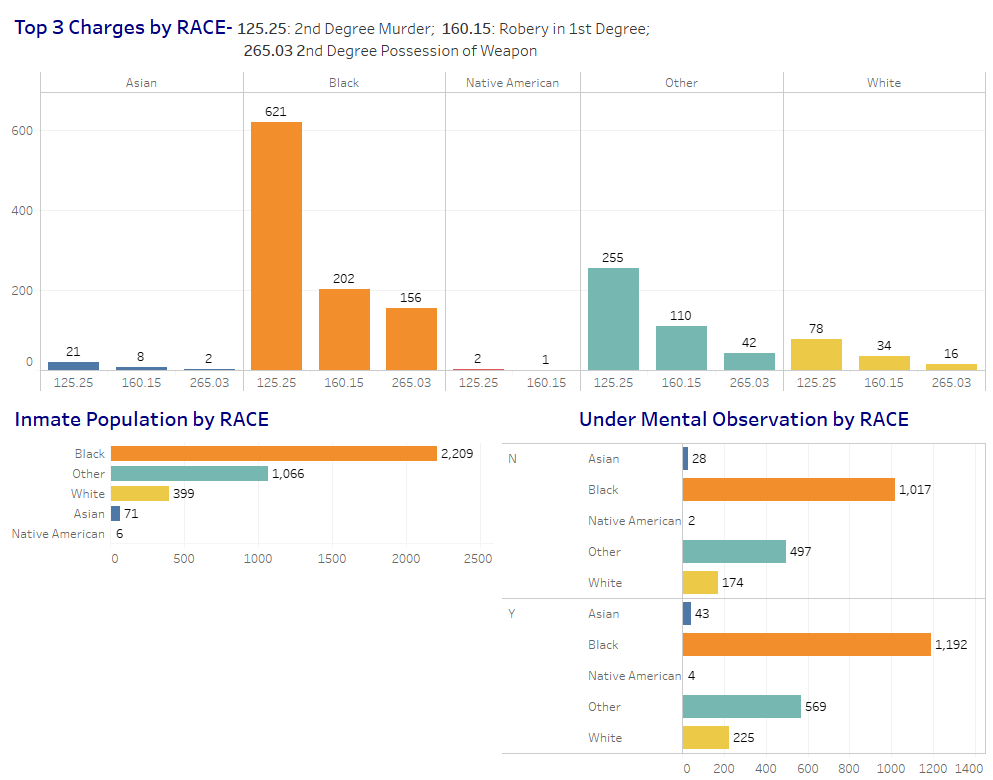 Top 3 Charges by RACE- 125.25: 2nd Degree Murder; 160.15: Robery in 1st Degree;
265.03 2nd Degree Possession of Weapon
Asian Black Native American Other White
600
400
200
0
621
202
156
21
8
2
2
1
255
110
42
78
34
16
125.25 160.15 265.03 125.25 160.15 265.03 125.25 160.15 125.25 160.15 265.03 125.25 160.15 265.03
Inmate Population by RACE
Black 2,209
Other 1,066
White 399
Asian 71
Native American 6
0 500 1000 1500 2000 2500
Under Mental Observation by RACE
N Asian 28
Black 1,017
Native American 2
Other 497
White 174
Y Asian 43
Black 1,192
Native American 4
Other 569
White 225
0 200 400 600 800 1000 1200 1400